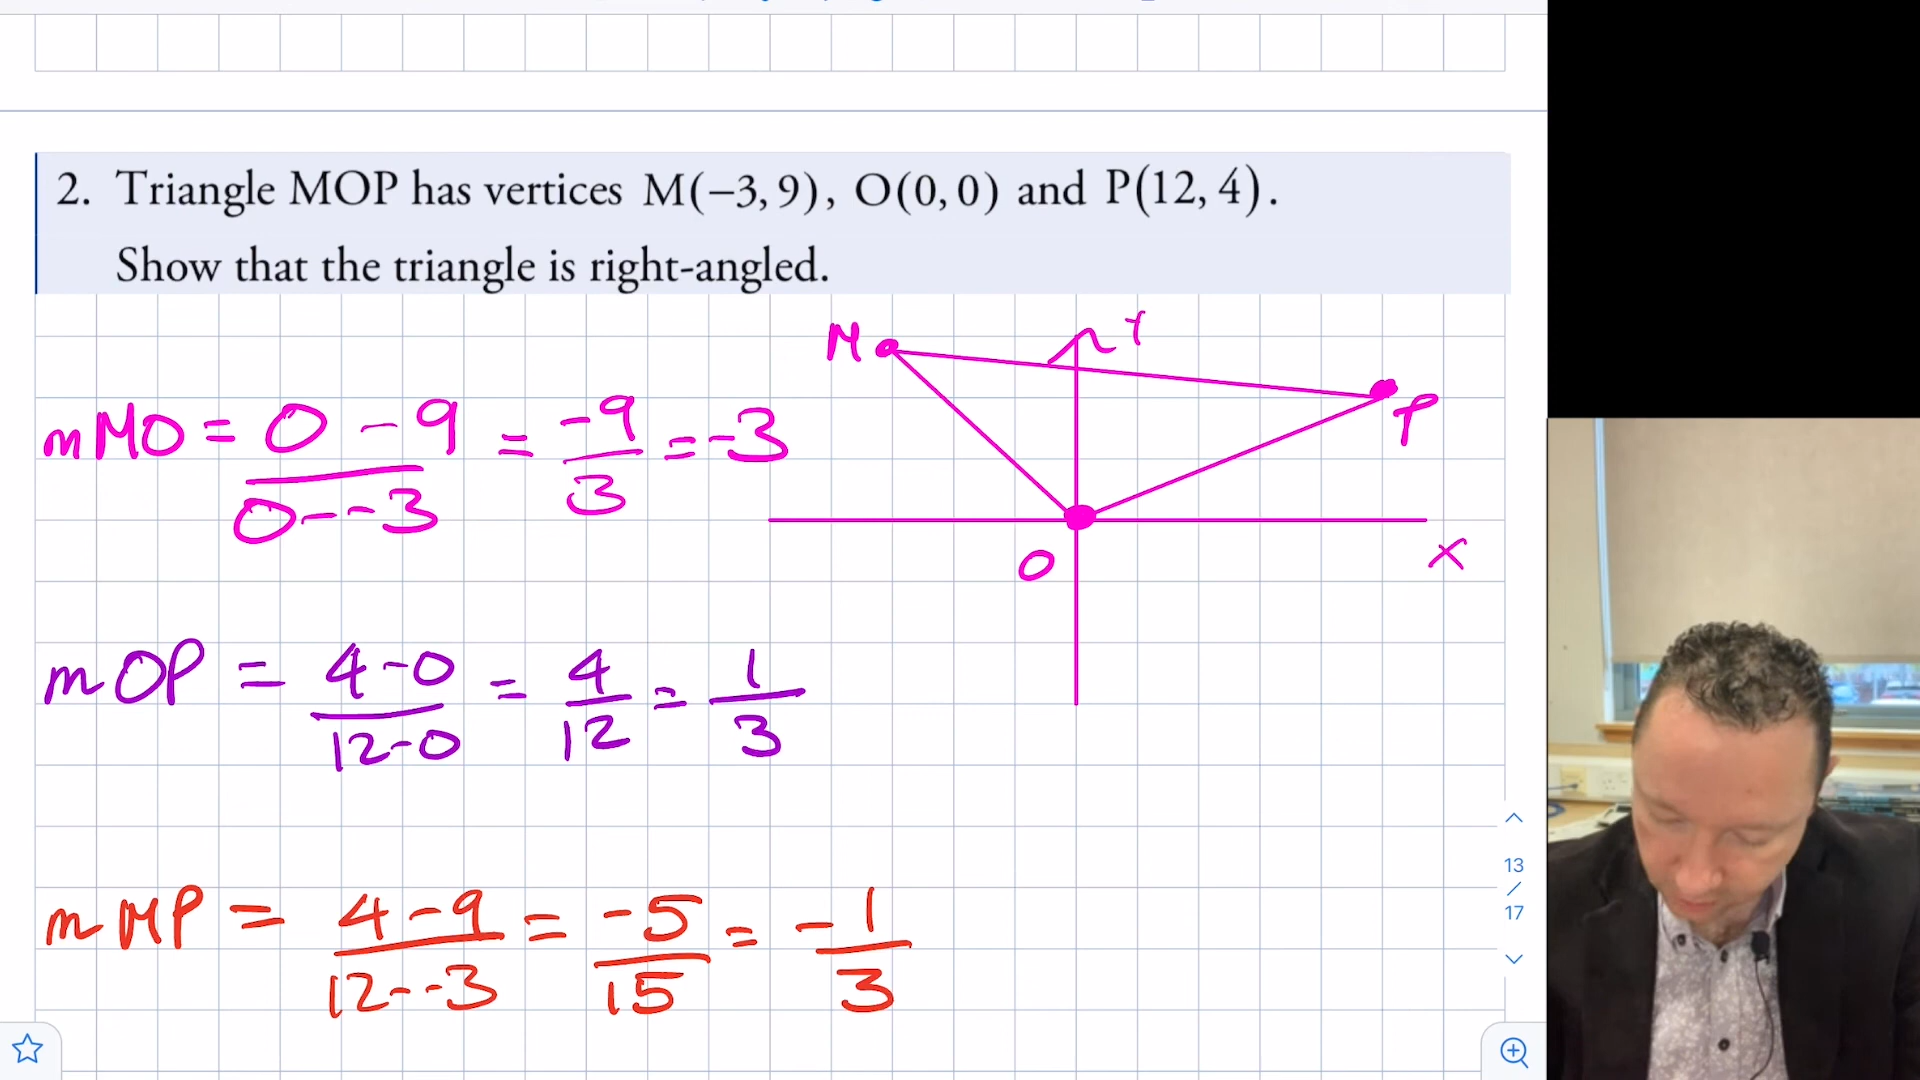 2. Triangle MOP has vertices M(−3, 9), O(0, 0) and P(12, 4).
Show that the triangle is right-angled.
M
Y
P
O
X
mMO = 0 - 9 / 0 - -3 = -9/3 = -3
mOP = 4-0 / 12-0 = 4/12 = 1/3
mMP = 4-9 / 12--3 = -5/15 = -1/3
13
/
17